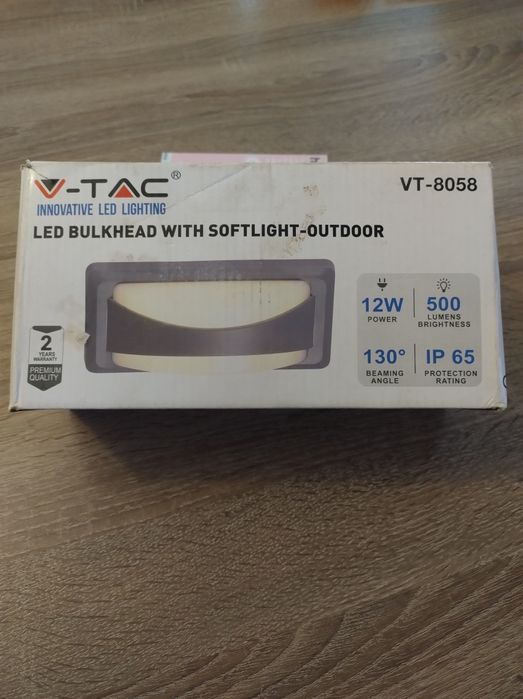 V-TAC®
INNOVATIVE LED LIGHTING
VT-8058
LED BULKHEAD WITH SOFTLIGHT-OUTDOOR
12W
POWER
500
LUMENS
BRIGHTNESS
130°
BEAMING
ANGLE
IP 65
PROTECTION
RATING
2
YEARS
WARRANTY
PREMIUM
QUALITY